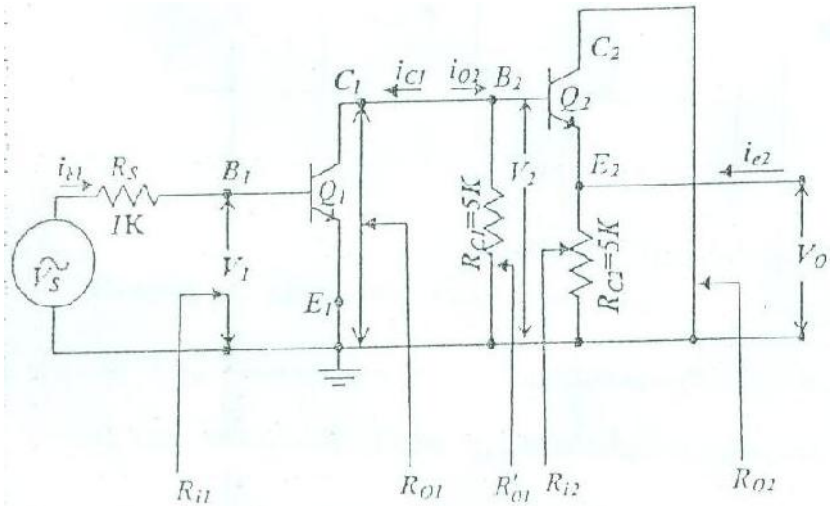 C2
C1 iC1 iO2 B2
Q2
ii1 RS B1
Q1
V2
E2 ie2
1K
RC1=5K
VS V1
RC2=5K
VO
E1
Ri1 RO1 R'O1 Ri2 RO2